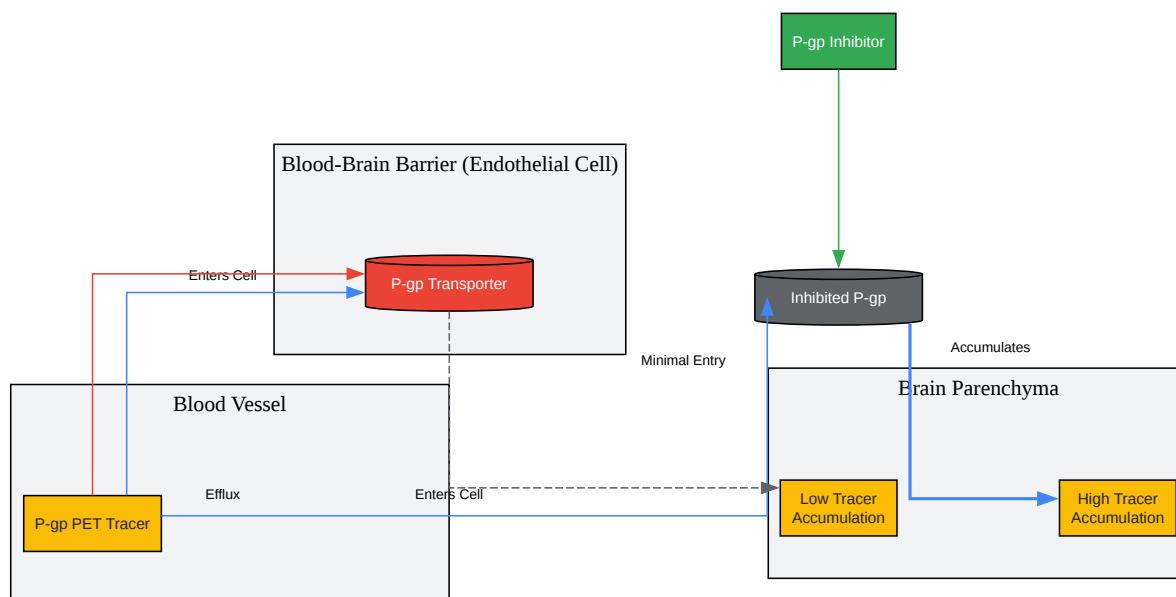 P-gp Inhibitor
Blood-Brain Barrier (Endothelial Cell)
Enters Cell
P-gp Transporter
Inhibited P-gp
Minimal Entry
Accumulates
Blood Vessel
Brain Parenchyma
Efflux
Enters Cell
P-gp PET Tracer
Low Tracer
Accumulation
High Tracer
Accumulation